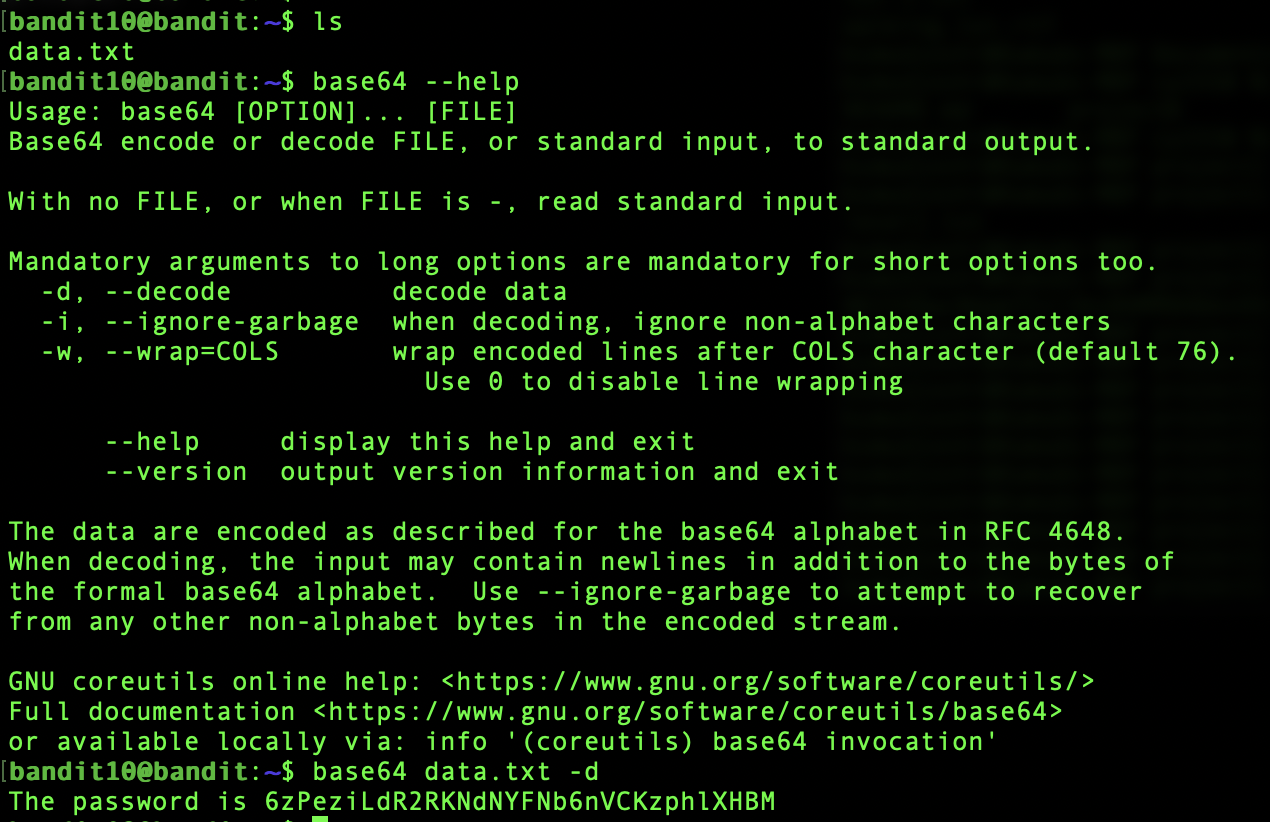 [bandit10@bandit:~$ ls
data.txt
[bandit10@bandit:~$ base64 --help
Usage: base64 [OPTION]... [FILE]
Base64 encode or decode FILE, or standard input, to standard output.

With no FILE, or when FILE is -, read standard input.

Mandatory arguments to long options are mandatory for short options too.
  -d, --decode          decode data
  -i, --ignore-garbage  when decoding, ignore non-alphabet characters
  -w, --wrap=COLS       wrap encoded lines after COLS character (default 76).
                          Use 0 to disable line wrapping

      --help     display this help and exit
      --version  output version information and exit

The data are encoded as described for the base64 alphabet in RFC 4648.
When decoding, the input may contain newlines in addition to the bytes of
the formal base64 alphabet.  Use --ignore-garbage to attempt to recover
from any other non-alphabet bytes in the encoded stream.

GNU coreutils online help: <https://www.gnu.org/software/coreutils/>
Full documentation <https://www.gnu.org/software/coreutils/base64>
or available locally via: info '(coreutils) base64 invocation'
[bandit10@bandit:~$ base64 data.txt -d
The password is 6zPeziLdR2RKNdNYFNb6nVCKzphlXHBM